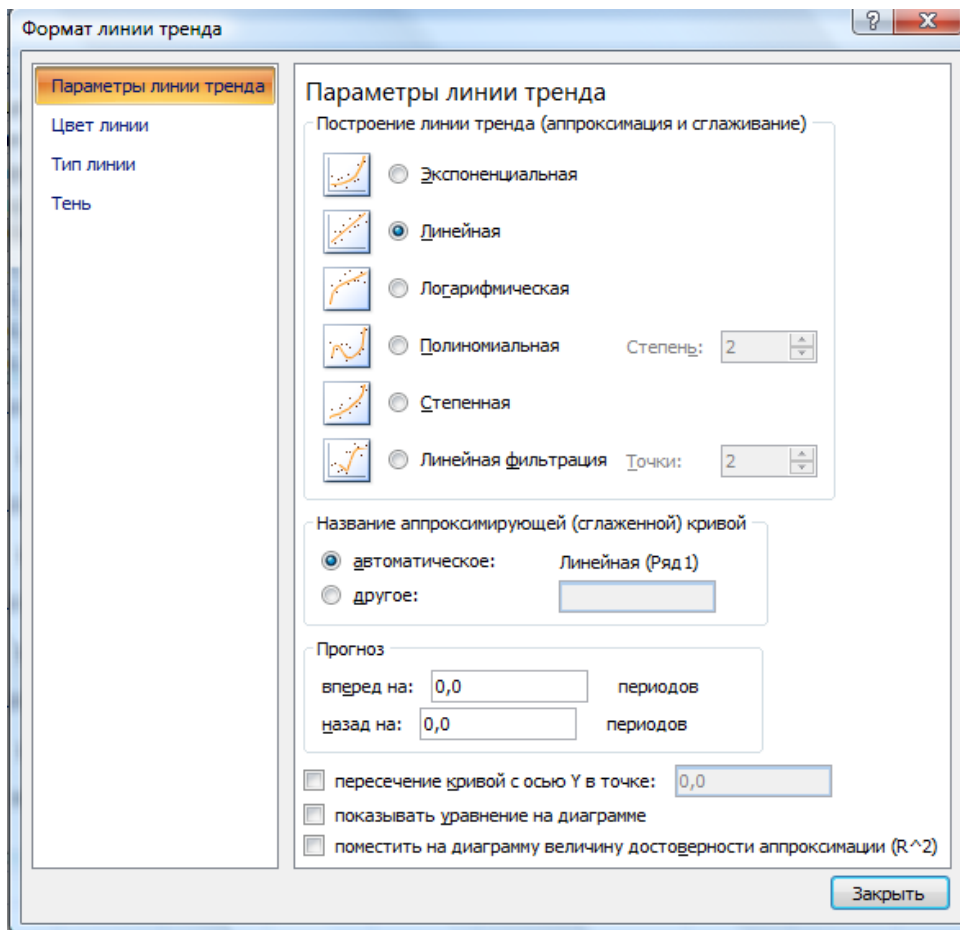 Формат линии тренда
Параметры линии тренда
Цвет линии
Тип линии
Тень
Параметры линии тренда
Построение линии тренда (аппроксимация и сглаживание)
Экспоненциальная
Линейная
Логарифмическая
Полиномиальная Степень: 2
Степенная
Линейная фильтрация Точки: 2
Название аппроксимирующей (сглаженной) кривой
автоматическое: Линейная (Ряд1)
другое:
Прогноз
вперед на: 0,0 периодов
назад на: 0,0 периодов
пересечение кривой с осью Y в точке: 0,0
показывать уравнение на диаграмме
поместить на диаграмму величину достоверности аппроксимации (R^2)
Закрыть